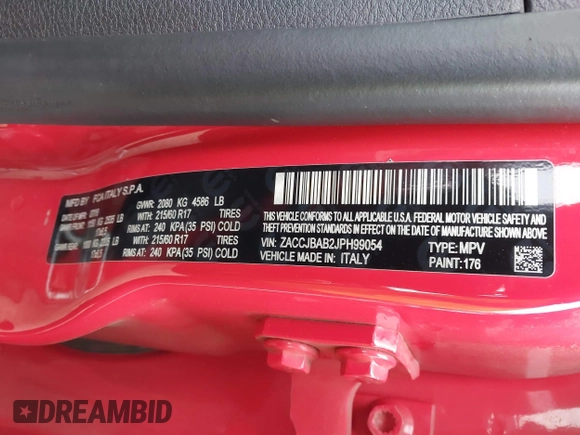 MFD BY FCA ITALY S.P.A.
GVWR: 2080 KG 4586 LB
WITH: 215/60 R17 TIRES
RIMS AT: 240 KPA(35 PSI) COLD
WITH: 215/60 R17 TIRES
RIMS AT: 240 KPA(35 PSI) COLD
THIS VEHICLE CONFORMS TO ALL APPLICABLE U.S.A. FEDERAL MOTOR VEHICLE
THEFT PREVENTION STANDARDS IN EFFECT ON THE DATE OF MANUFACTURE SHOWN ABOVE
VIN: ZACCJBAB2JPH99054 TYPE: MPV
VEHICLE MADE IN: ITALY PAINT: 176
DREAMBID